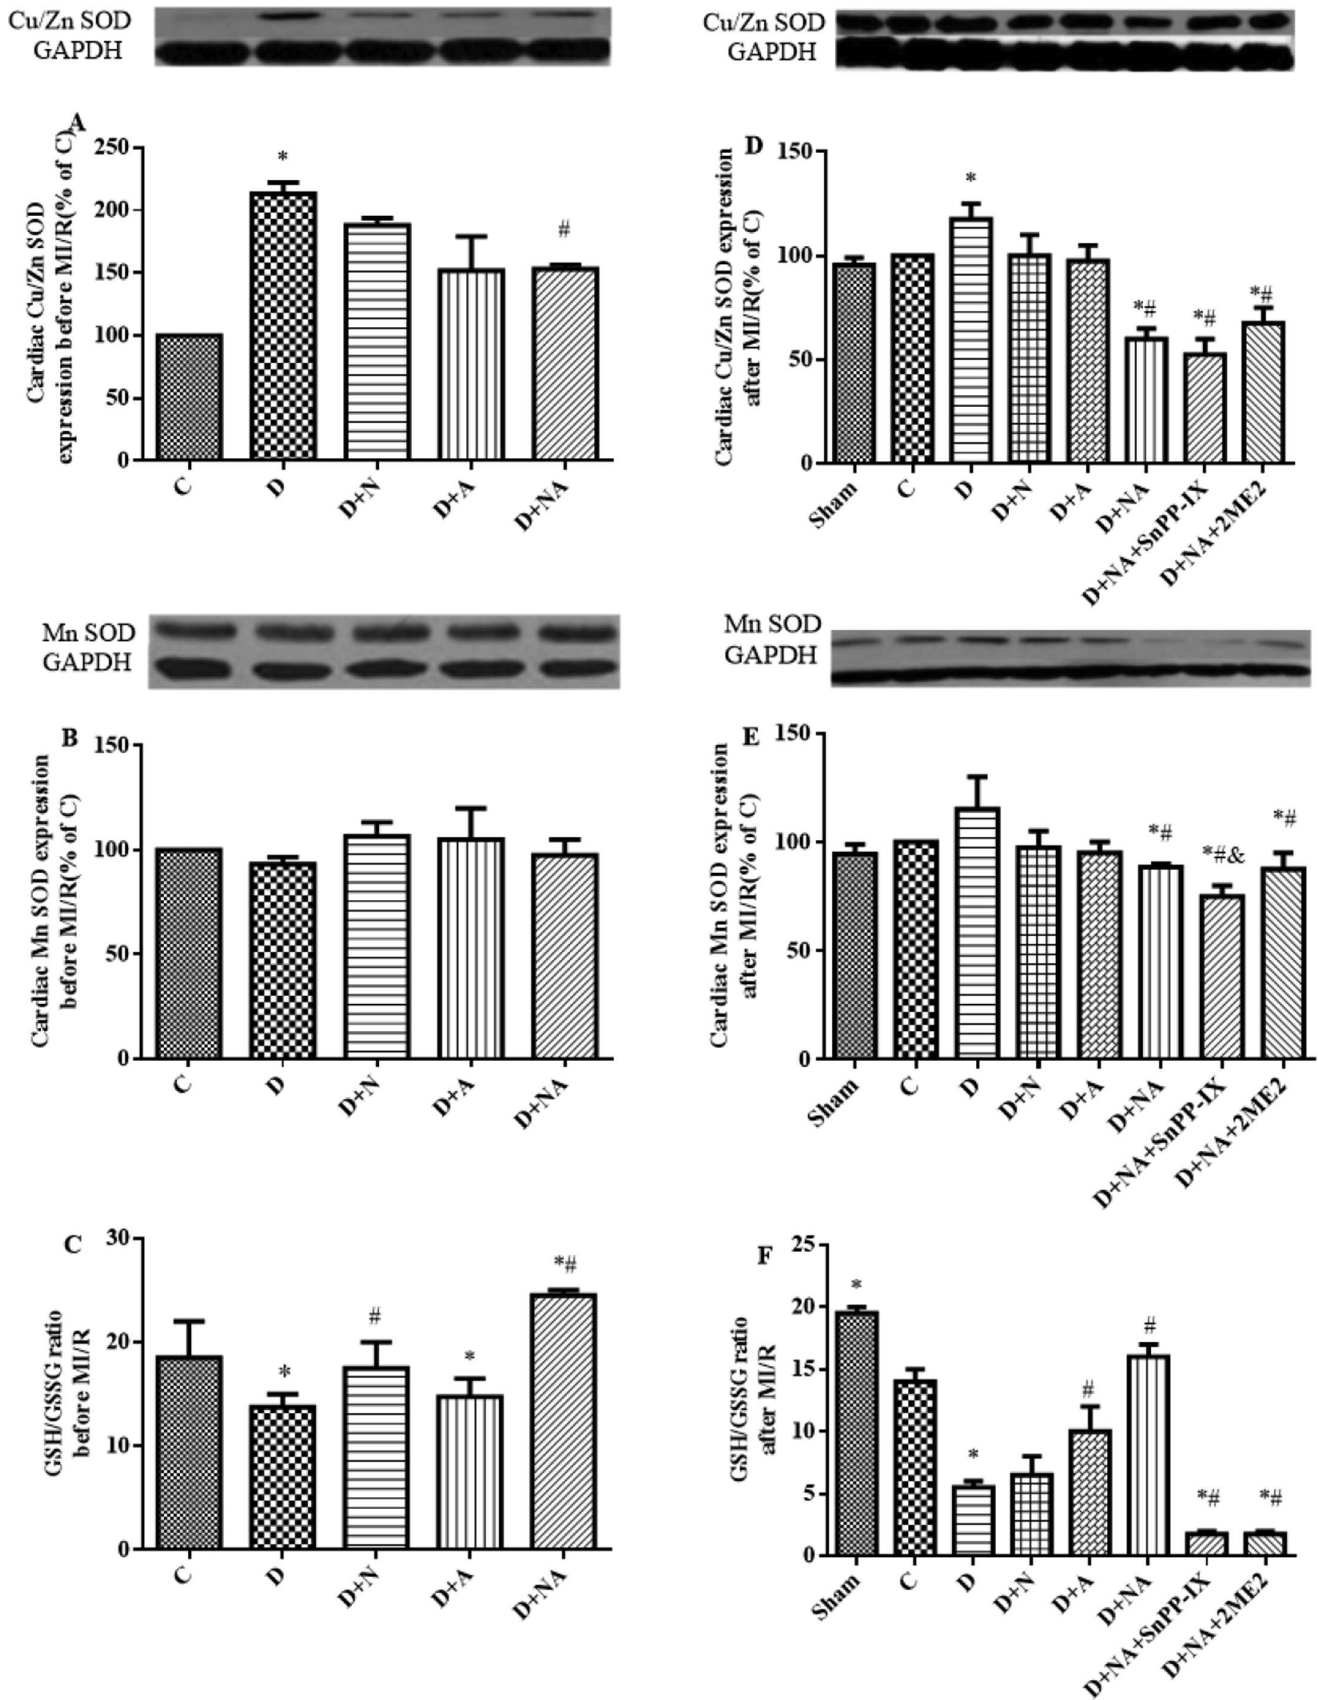 Cu/Zn SOD
GAPDH
A
Cardiac Cu/Zn SOD
expression before MI/R(% of C)
250
200
150
100
50
0
*
#
C
D
D+N
D+A
D+NA
Cu/Zn SOD
GAPDH
D
Cardiac Cu/Zn SOD expression
after MI/R(% of C)
150
100
50
0
*
*#
*#
*#
Sham
C
D
D+N
D+A
D+NA
D+NA+SnPP-IX
D+NA+2ME2
Mn SOD
GAPDH
B
Cardiac Mn SOD expression
before MI/R(% of C)
150
100
50
0
C
D
D+N
D+A
D+NA
Mn SOD
GAPDH
E
Cardiac Mn SOD expression
after MI/R(% of C)
150
100
50
0
*#
*#&
*#
Sham
C
D
D+N
D+A
D+NA
D+NA+SnPP-IX
D+NA+2ME2
C
GSH/GSSG ratio
before MI/R
30
20
10
0
*
#
*
*#
C
D
D+N
D+A
D+NA
F
GSH/GSSG ratio
after MI/R
25
20
15
10
5
0
*
*
#
#
*#
*#
Sham
C
D
D+N
D+A
D+NA
D+NA+SnPP-IX
D+NA+2ME2